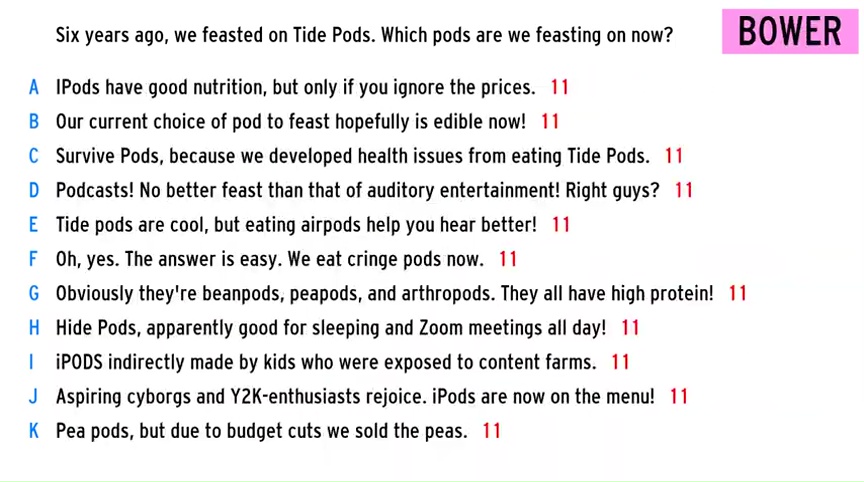 Six years ago, we feasted on Tide Pods. Which pods are we feasting on now?
BOWER
A IPods have good nutrition, but only if you ignore the prices. 11
B Our current choice of pod to feast hopefully is edible now! 11
C Survive Pods, because we developed health issues from eating Tide Pods. 11
D Podcasts! No better feast than that of auditory entertainment! Right guys? 11
E Tide pods are cool, but eating airpods help you hear better! 11
F Oh, yes. The answer is easy. We eat cringe pods now. 11
G Obviously they're beanpods, peapods, and arthropods. They all have high protein! 11
H Hide Pods, apparently good for sleeping and Zoom meetings all day! 11
I iPODS indirectly made by kids who were exposed to content farms. 11
J Aspiring cyborgs and Y2K-enthusiasts rejoice. iPods are now on the menu! 11
K Pea pods, but due to budget cuts we sold the peas. 11